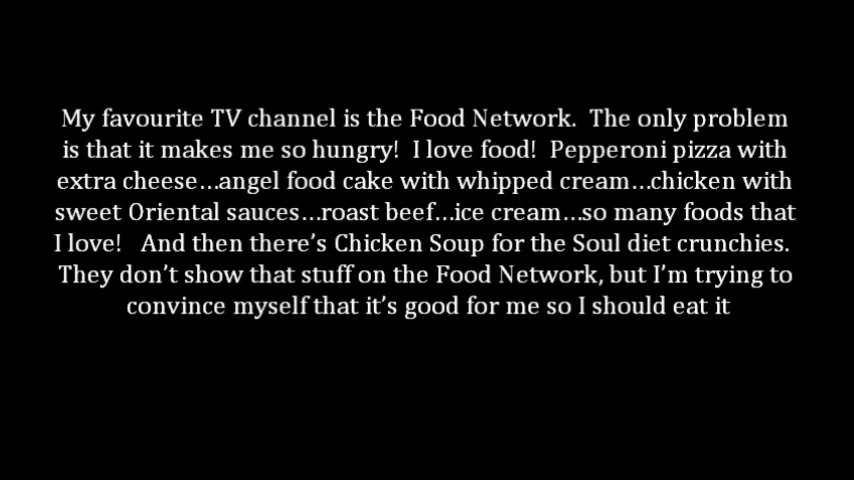 My favourite TV channel is the Food Network.  The only problem
is that it makes me so hungry!  I love food!  Pepperoni pizza with
extra cheese...angel food cake with whipped cream...chicken with
sweet Oriental sauces...roast beef...ice cream...so many foods that
I love!   And then there's Chicken Soup for the Soul diet crunchies.
They don't show that stuff on the Food Network, but I'm trying to
convince myself that it's good for me so I should eat it